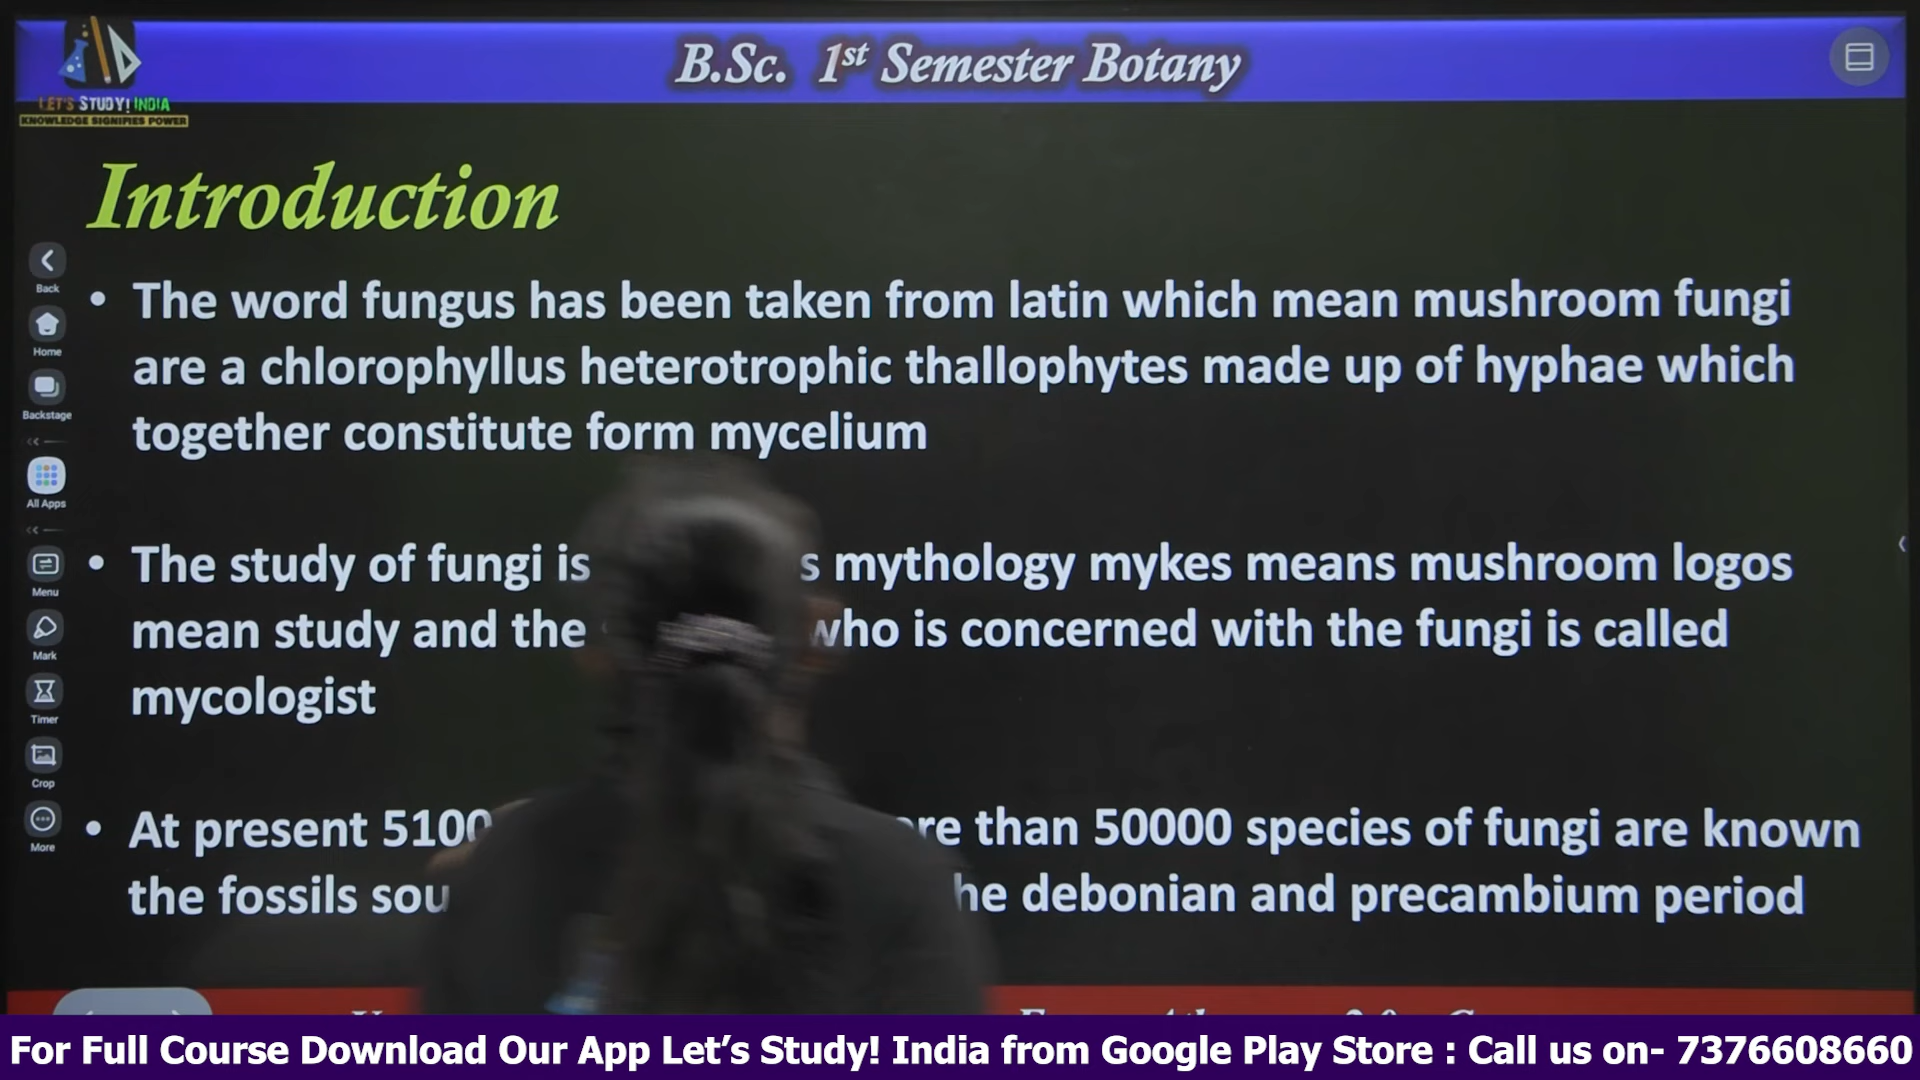 B.Sc. 1st Semester Botany
LET'S STUDY! INDIA
KNOWLEDGE SIGNIFIES POWER
Introduction
• The word fungus has been taken from latin which mean mushroom fungi
are a chlorophyllus heterotrophic thallophytes made up of hyphae which
together constitute form mycelium
• The study of fungi is mythology mykes means mushroom logos
mean study and the who is concerned with the fungi is called
mycologist
• At present than 50000 species of fungi are known
the fossils debonian and precambium period
Back
Home
Backstage
All Apps
Menu
Mark
Timer
Crop
More
For Full Course Download Our App Let's Study! India from Google Play Store : Call us on- 7376608660